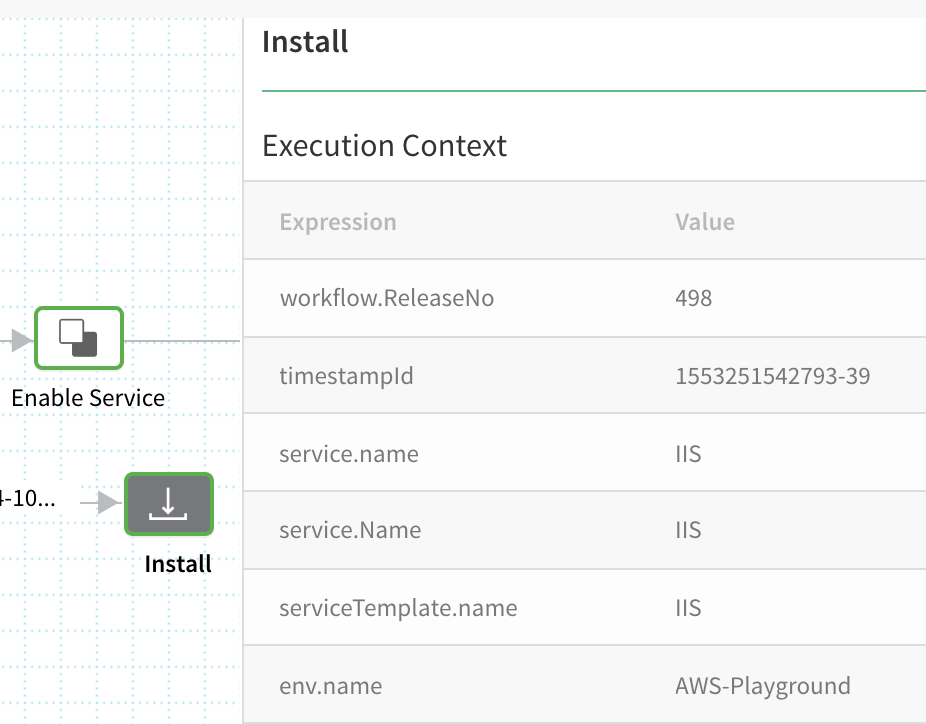 Install
Execution Context
Expression Value
workflow.ReleaseNo 498
timestampId 1553251542793-39
service.name IIS
service.Name IIS
serviceTemplate.name IIS
env.name AWS-Playground
Enable Service
4-10...
Install